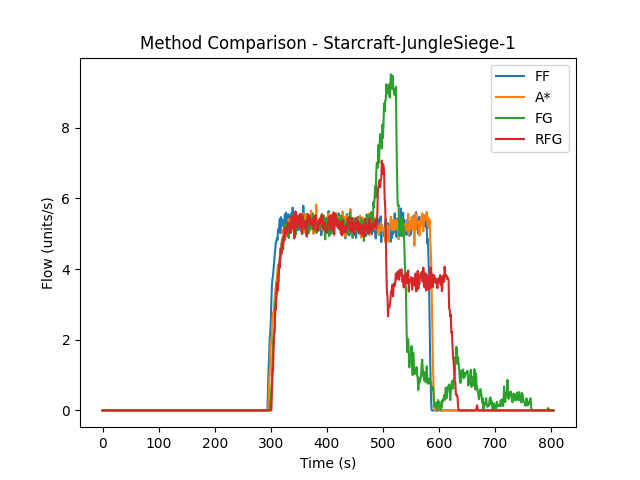 Method Comparison - Starcraft-JungleSiege-1
FF
A*
FG
RFG
Flow (units/s)
8
6
4
2
0
0 100 200 300 400 500 600 700 800
Time (s)